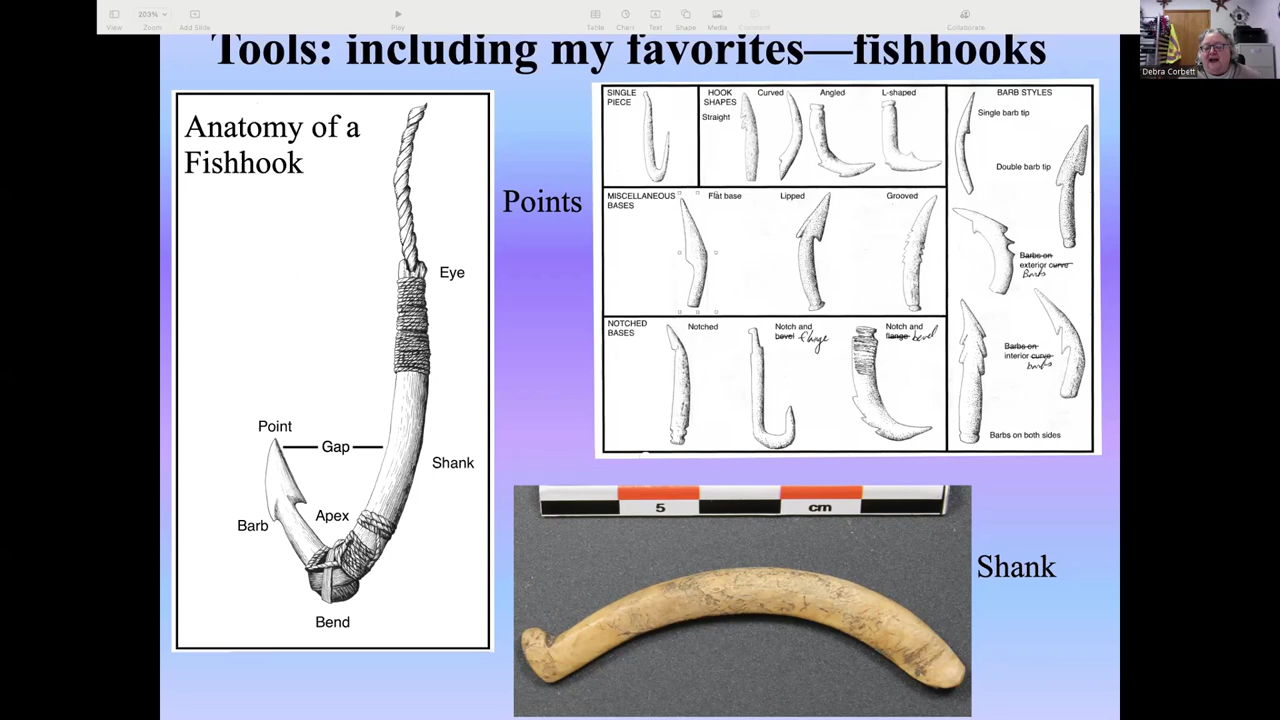 203%
View
Zoom
Add Slide
Play
Table
Chart
Text
Shape
Media
Comment
Collaborate
Debra Corbett
Tools: including my favorites—fishhooks
Anatomy of a
Fishhook
Eye
Point
Gap
Shank
Apex
Barb
Bend
Points
SINGLE
PIECE
HOOK
SHAPES
Straight
Curved
Angled
L-shaped
MISCELLANEOUS
BASES
Flat base
Lipped
Grooved
NOTCHED
BASES
Notched
Notch and
bevel flange
Notch and
flange bevel
BARB STYLES
Single barb tip
Double barb tip
Barbs on
exterior curve
Barbs
Barbs on
interior curve
barbs
Barbs on both sides
5 cm
Shank